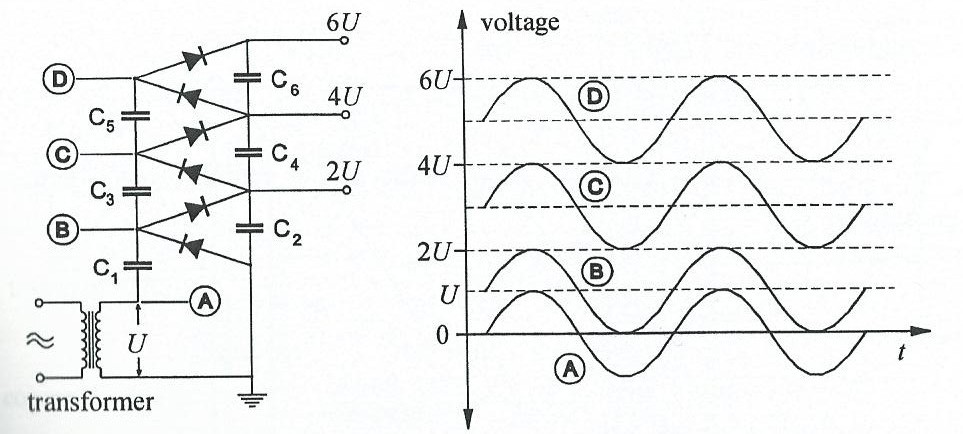 6U
D
C₆
4U
C₅
C
C₄
2U
C₃
B
C₂
C₁
A
U
transformer
voltage
6U
D
4U
C
2U
B
U
0
t
A